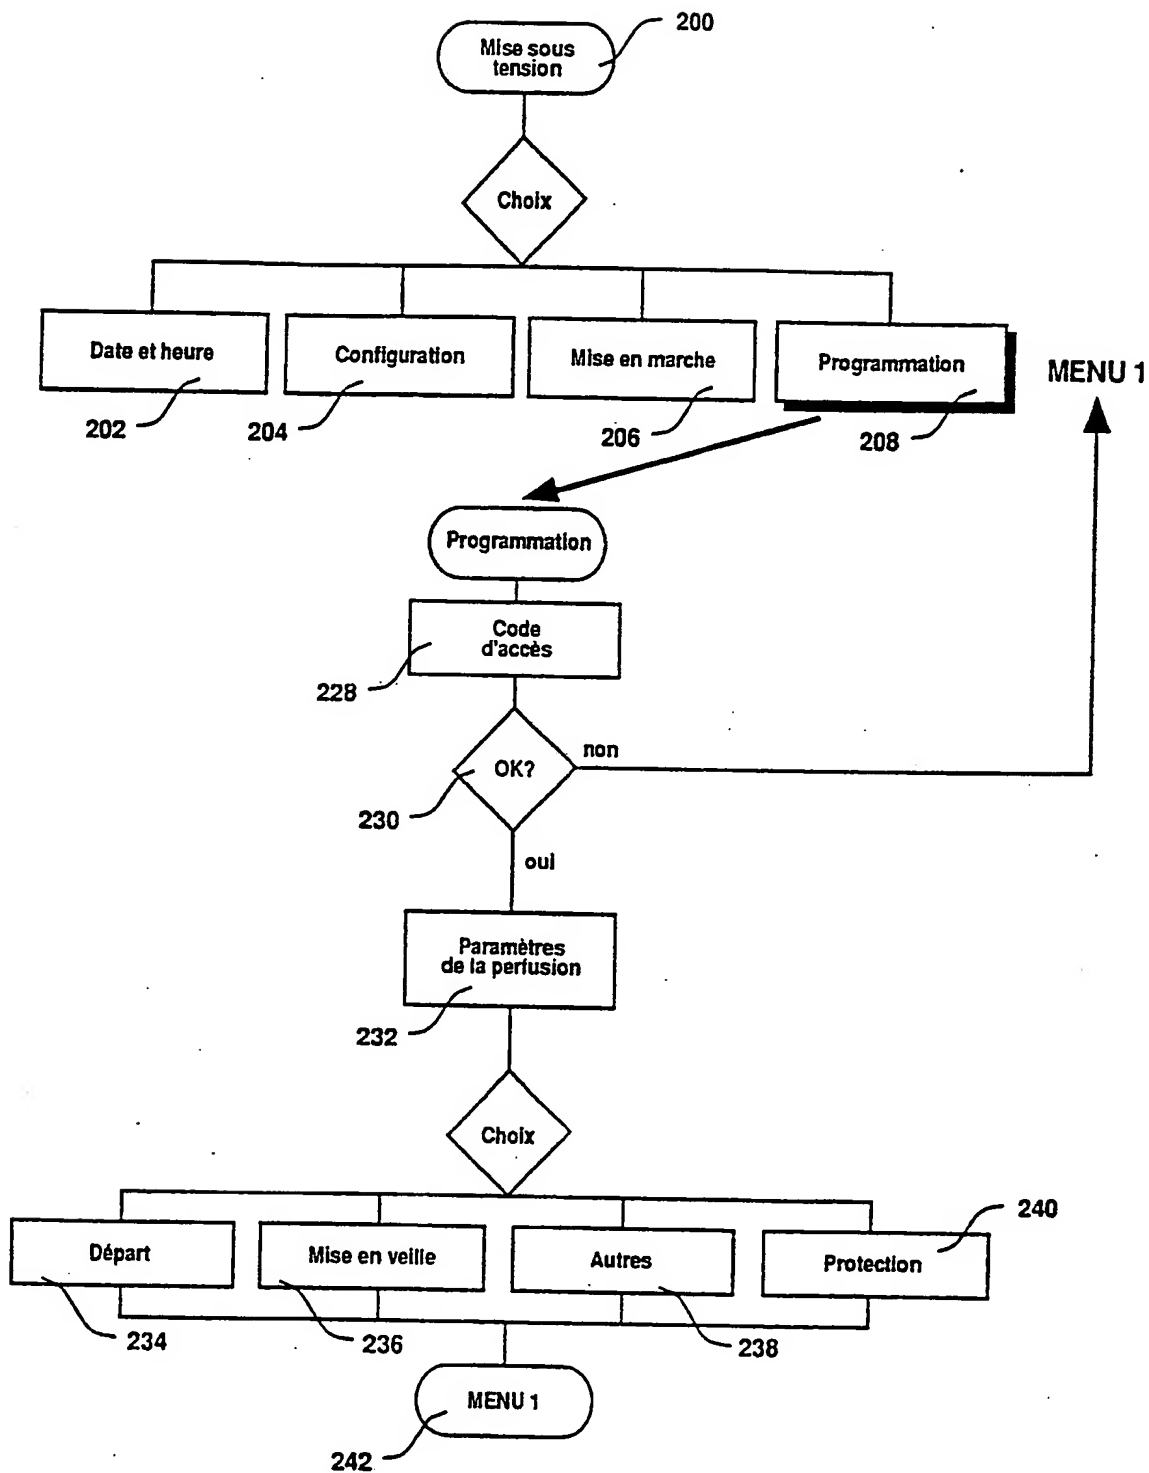 200
Mise sous
tension
Choix
Date et heure
Configuration
Mise en marche
Programmation
MENU 1
202
204
206
208
Programmation
Code
d'accès
228
OK?
non
230
oui
Paramètres
de la perfusion
232
Choix
240
Départ
Mise en veille
Autres
Protection
234
236
238
MENU 1
242